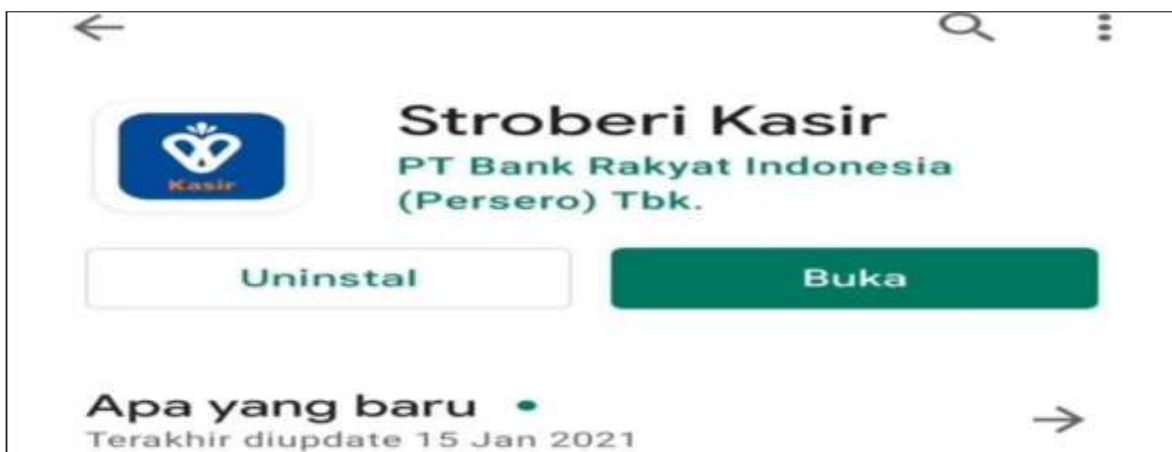 Stroberi Kasir
PT Bank Rakyat Indonesia
(Persero) Tbk.
Kasir
Uninstal
Buka
Apa yang baru
Terakhir diupdate 15 Jan 2021